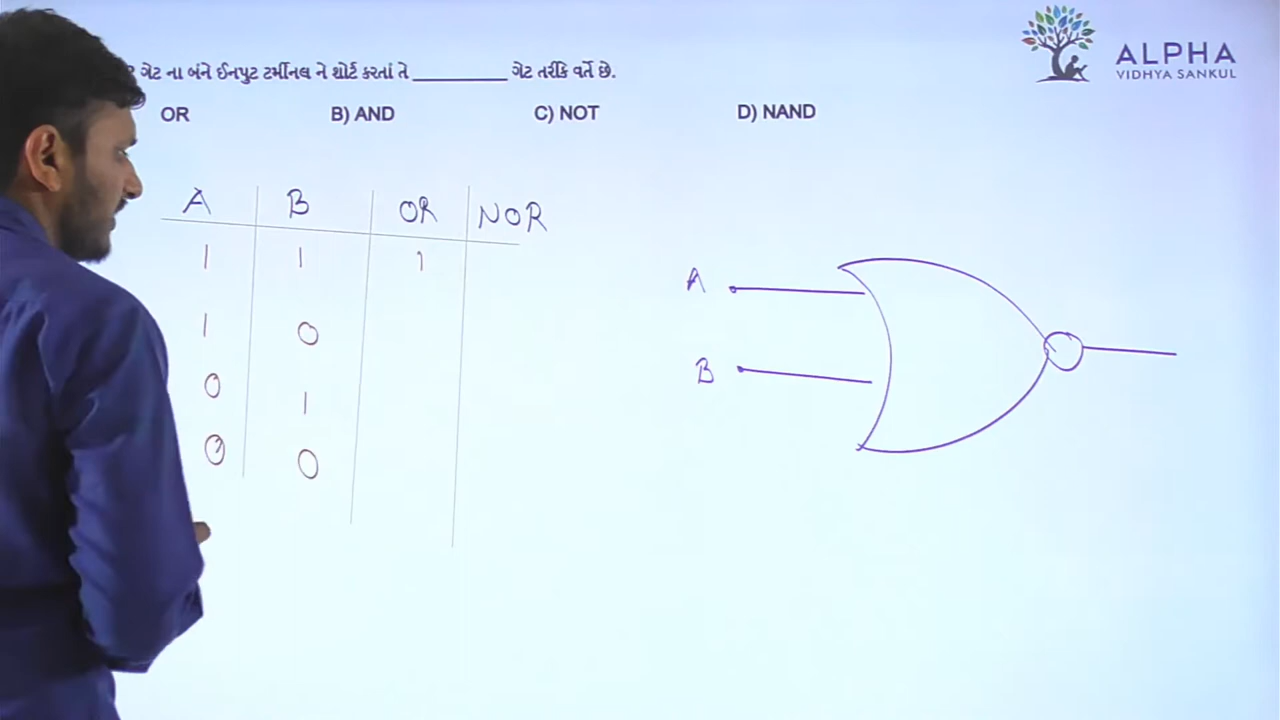 ગેટ ના બંને ઈનપુટ ટર્મીનલ ને શોર્ટ કરતાં તે __________ ગેટ તરીકે વર્તે છે.
OR B) AND C) NOT D) NAND
ALPHA
VIDHYA SANKUL
A B OR NOR
1 1 1
1 0
0 1
0 0
A
B